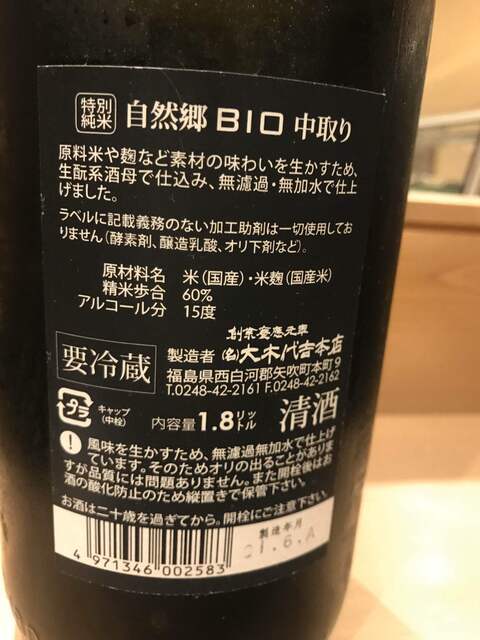 特別純米 自然郷 BIO 中取り
原料米や麹など素材の味わいを生かすため、
生酛系酒母で仕込み、無濾過・無加水で仕上
げました。
ラベルに記載義務のない加工助剤は一切使用してお
りません（酵素剤、醸造乳酸、オリ下剤など）。
原材料名 米（国産）・米麹（国産米）
精米歩合 60%
アルコール分 15度
創業慶應元年
要冷蔵 製造者 (名)大木代吉本店
福島県西白河郡矢吹町本町9
T.0248-42-2161 F.0248-42-2162
プラ キャップ（中栓） 内容量 1.8リットル 清酒
! 風味を生かすため、無濾過無加水で仕上げ
ています。そのためオリの出ることがありま
すが品質には問題ありません。また開栓後はお
酒の酸化防止のため縦置きで保管下さい。
お酒は二十歳を過ぎてから。開栓にご注意下さい。
製造年月
21.6.A
4 971346 002583